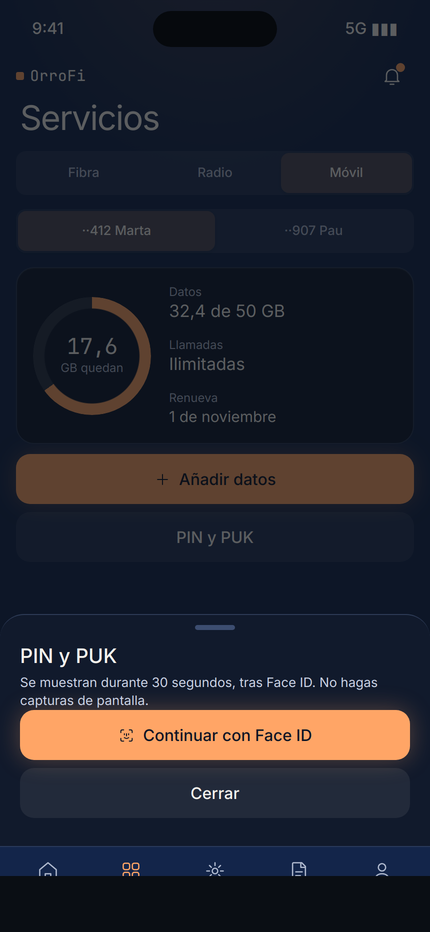 9:41
5G
OrroFi
Servicios
Fibra
Radio
Móvil
··412 Marta
··907 Pau
17,6
GB quedan
Datos
32,4 de 50 GB
Llamadas
Ilimitadas
Renueva
1 de noviembre
+ Añadir datos
PIN y PUK
PIN y PUK
Se muestran durante 30 segundos, tras Face ID. No hagas
capturas de pantalla.
Continuar con Face ID
Cerrar